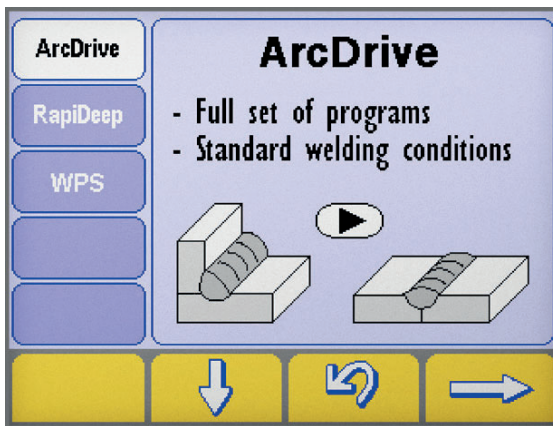 ArcDrive
RapiDeep
WPS
ArcDrive
- Full set of programs
- Standard welding conditions